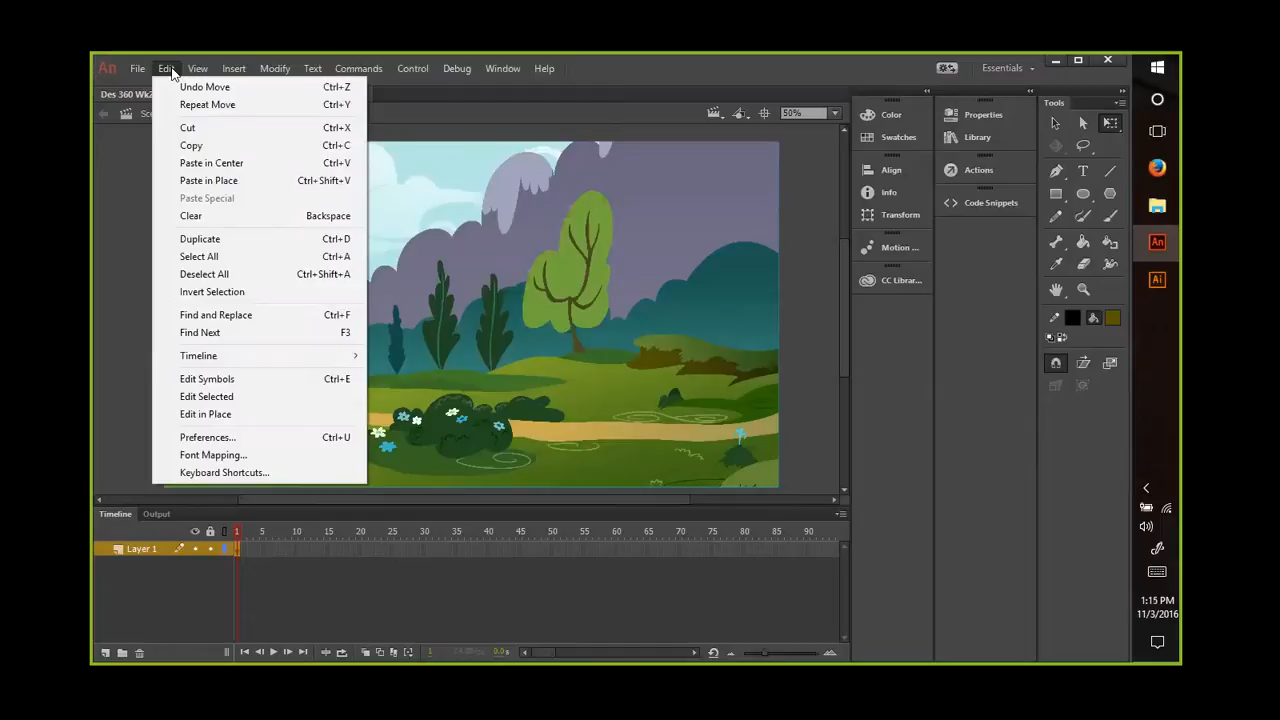 An File Edit View Insert Modify Text Commands Control Debug Window Help Essentials
Des 360 Wk2
50%
Undo Move Ctrl+Z
Repeat Move Ctrl+Y
Cut Ctrl+X
Copy Ctrl+C
Paste in Center Ctrl+V
Paste in Place Ctrl+Shift+V
Paste Special
Clear Backspace
Duplicate Ctrl+D
Select All Ctrl+A
Deselect All Ctrl+Shift+A
Invert Selection
Find and Replace Ctrl+F
Find Next F3
Timeline
Edit Symbols Ctrl+E
Edit Selected
Edit in Place
Preferences... Ctrl+U
Font Mapping...
Keyboard Shortcuts...
Color
Swatches
Align
Info
Transform
Motion ...
CC Librar...
Properties
Library
Actions
Code Snippets
Tools
T
An
Ai
Timeline Output
1 5 10 15 20 25 30 35 40 45 50 55 60 65 70 75 80 85 90
Layer 1
1 0.0s
1:15 PM
11/3/2016